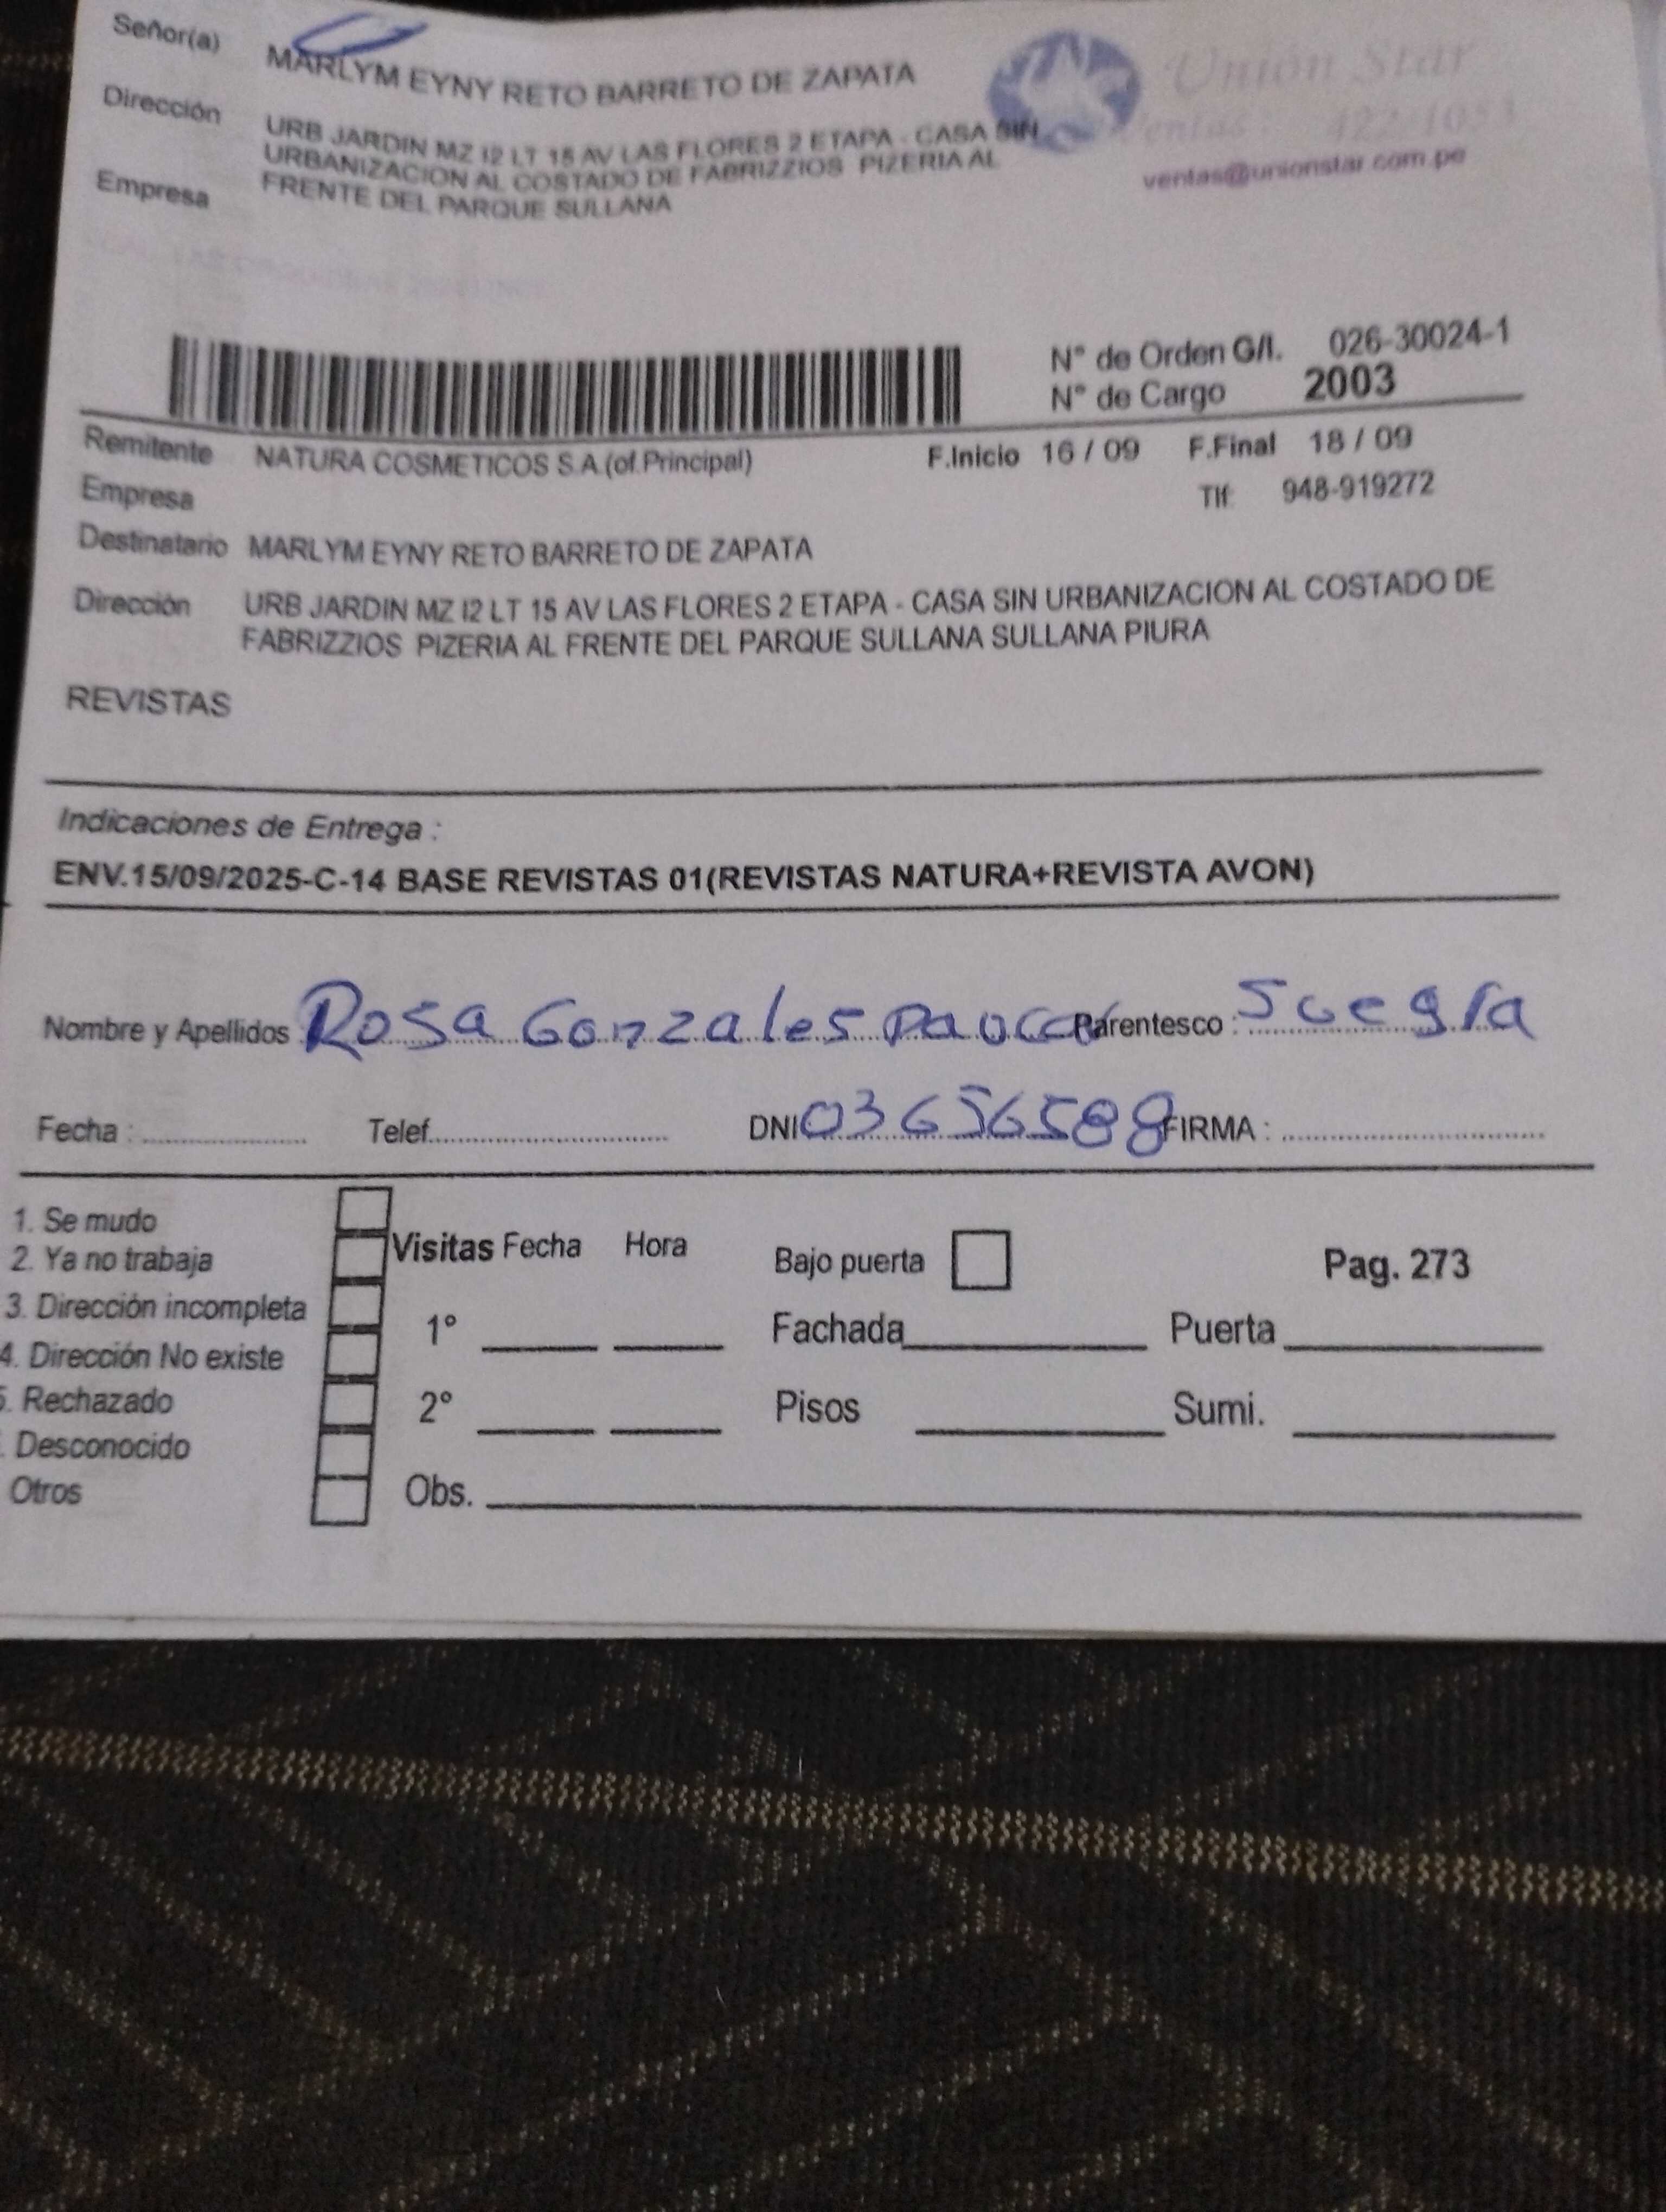 Señor(a) MARLYM EYNY RETO BARRETO DE ZAPATA
Unión Star
Dirección URB JARDIN MZ I2 LT 15 AV LAS FLORES 2 ETAPA - CASA SIN
Ventas: 422-1053
URBANIZACION AL COSTADO DE FABRIZZIOS PIZERIA AL
ventas@unionstar.com.pe
Empresa FRENTE DEL PARQUE SULLANA
N° de Orden G/I. 026-30024-1
N° de Cargo 2003
Remitente NATURA COSMETICOS S.A.(of.Principal) F.Inicio 16 / 09 F.Final 18 / 09
Empresa Tlf: 948-919272
Destinatario MARLYM EYNY RETO BARRETO DE ZAPATA
Dirección URB JARDIN MZ I2 LT 15 AV LAS FLORES 2 ETAPA - CASA SIN URBANIZACION AL COSTADO DE
FABRIZZIOS PIZERIA AL FRENTE DEL PARQUE SULLANA SULLANA PIURA
REVISTAS
Indicaciones de Entrega :
ENV.15/09/2025-C-14 BASE REVISTAS 01(REVISTAS NATURA+REVISTA AVON)
Nombre y Apellidos Rosa Gonzales Paucar Parentesco : Suegra
Fecha : Telef. DNI 03656588 FIRMA :
1. Se mudo
2. Ya no trabaja
3. Dirección incompleta
4. Dirección No existe
5. Rechazado
. Desconocido
Otros
Visitas Fecha Hora Bajo puerta Pag. 273
1° Fachada Puerta
2° Pisos Sumi.
Obs.